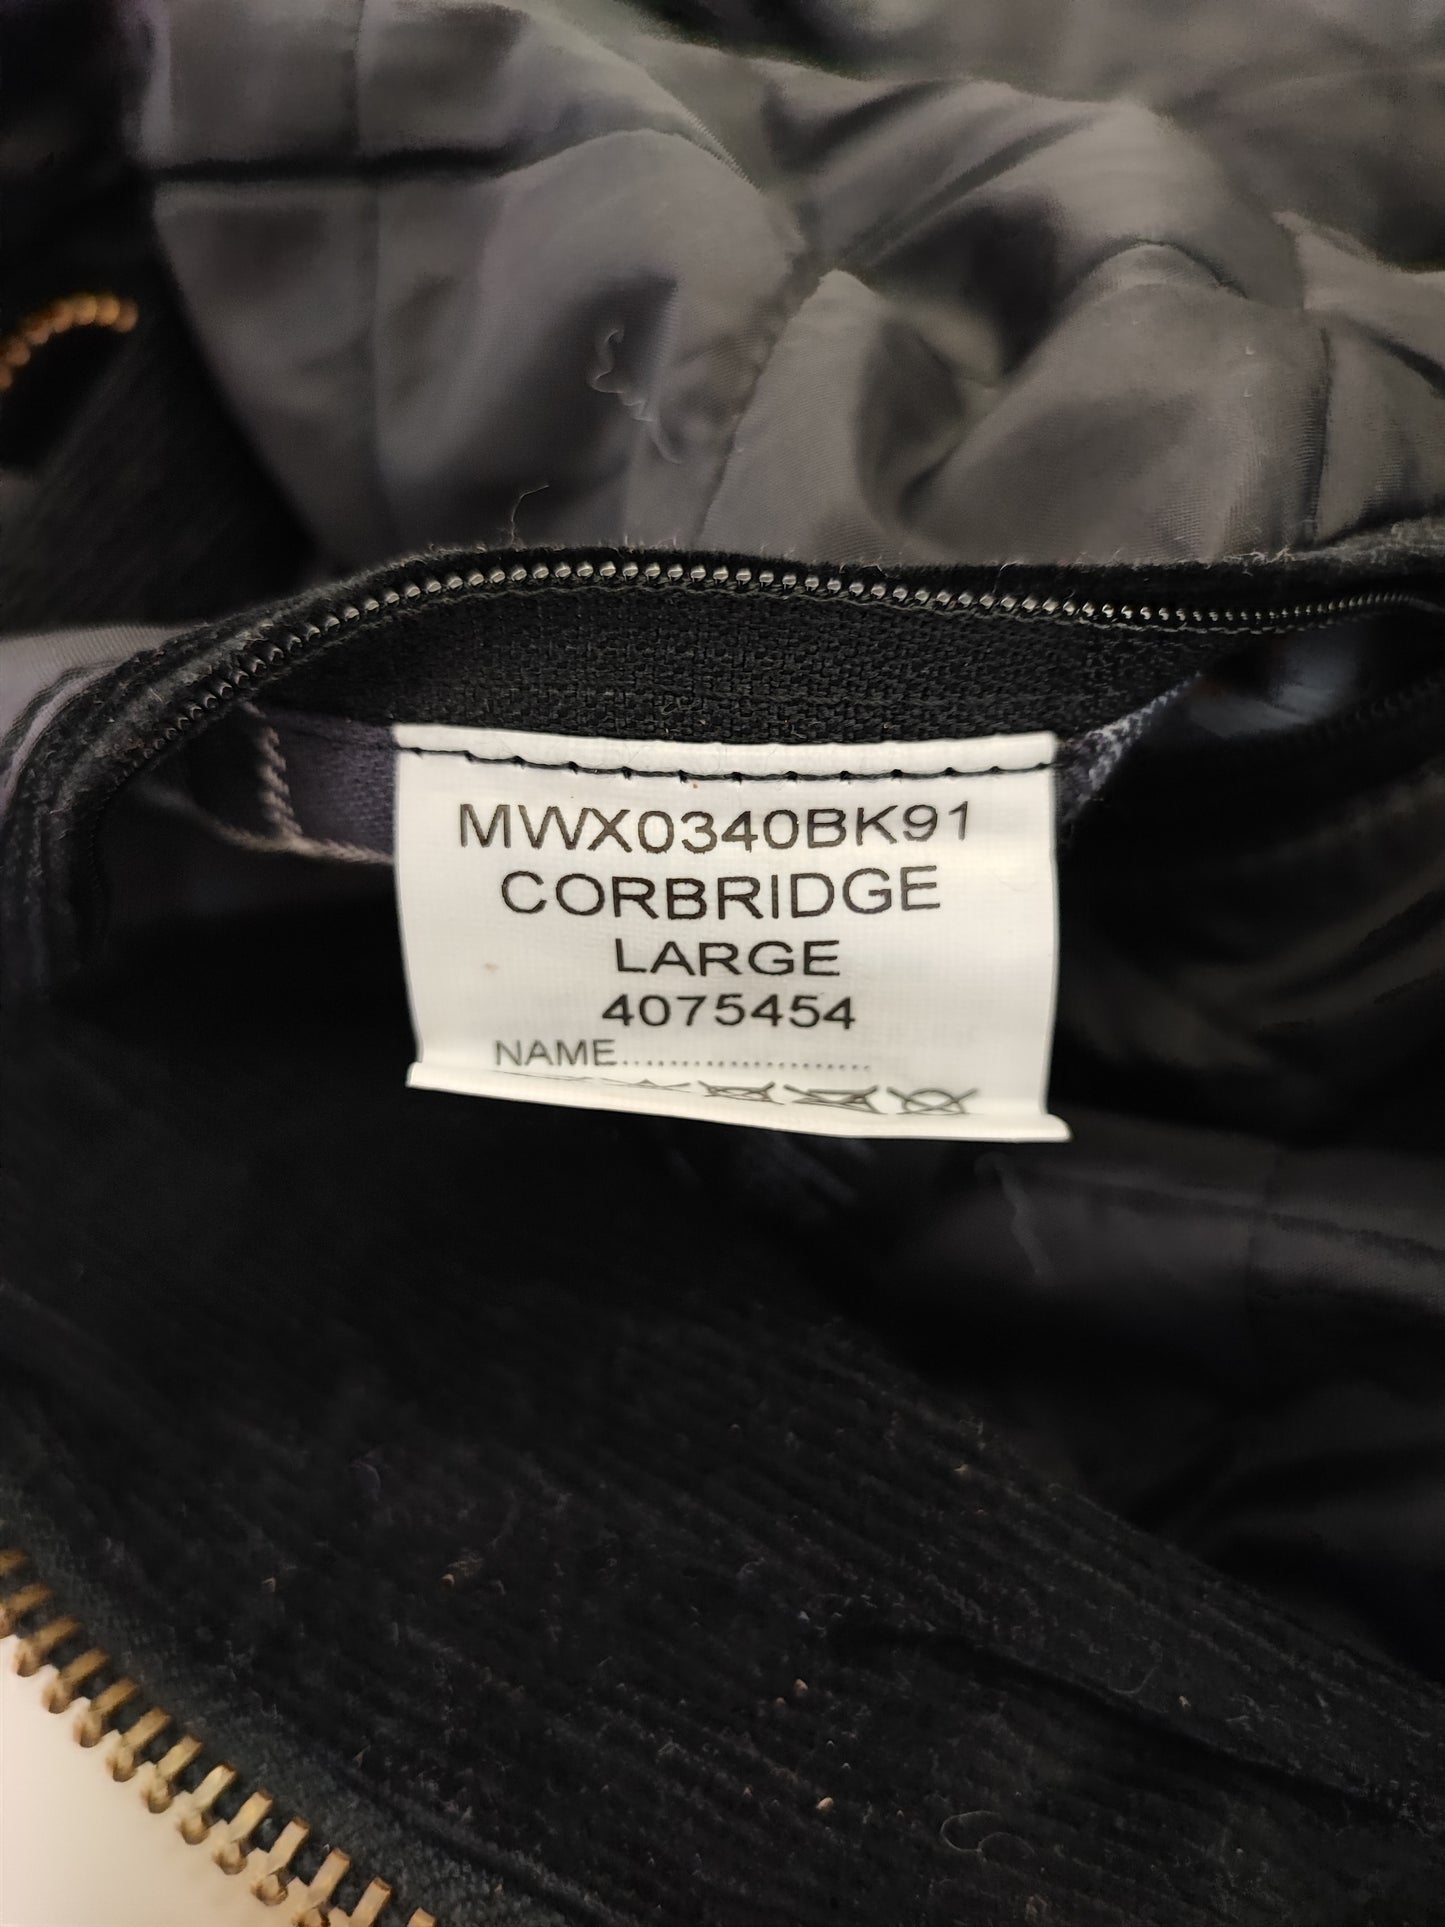 MWX0340BK91
CORBRIDGE
LARGE
4075454
NAME......................